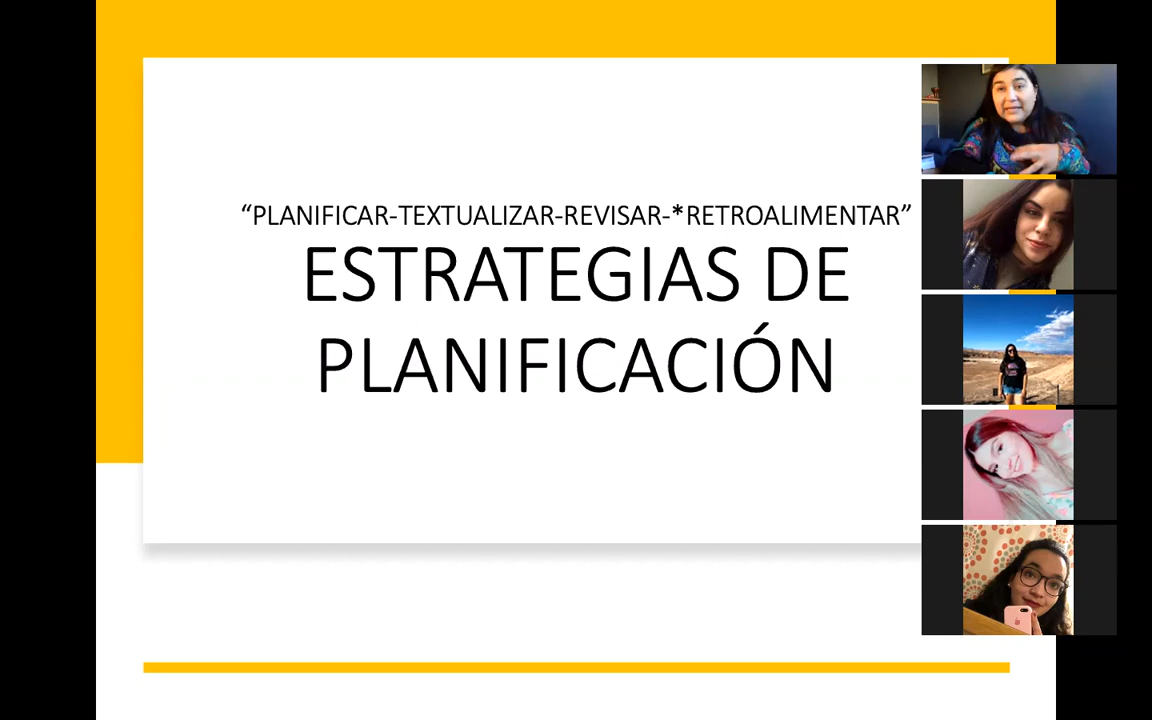 “PLANIFICAR-TEXTUALIZAR-REVISAR-*RETROALIMENTAR”
ESTRATEGIAS DE
PLANIFICACIÓN